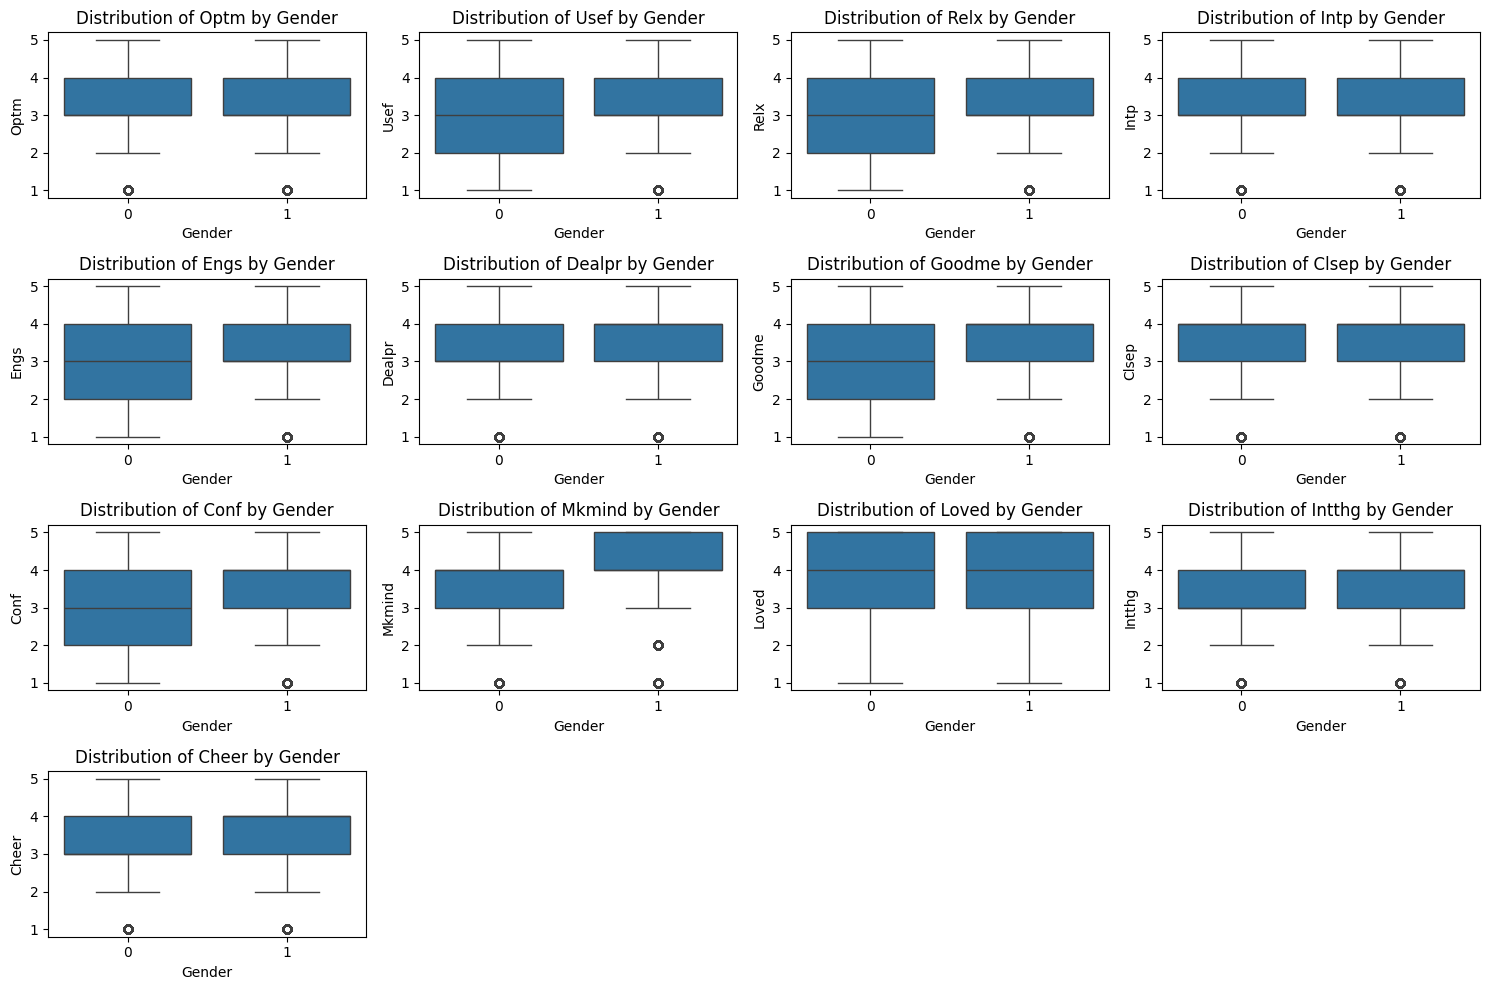 Distribution of Optm by Gender
Optm
5
4
3
2
1
0
1
Gender
Distribution of Usef by Gender
Usef
5
4
3
2
1
0
1
Gender
Distribution of Relx by Gender
Relx
5
4
3
2
1
0
1
Gender
Distribution of Intp by Gender
Intp
5
4
3
2
1
0
1
Gender
Distribution of Engs by Gender
Engs
5
4
3
2
1
0
1
Gender
Distribution of Dealpr by Gender
Dealpr
5
4
3
2
1
0
1
Gender
Distribution of Goodme by Gender
Goodme
5
4
3
2
1
0
1
Gender
Distribution of Clsep by Gender
Clsep
5
4
3
2
1
0
1
Gender
Distribution of Conf by Gender
Conf
5
4
3
2
1
0
1
Gender
Distribution of Mkmind by Gender
Mkmind
5
4
3
2
1
0
1
Gender
Distribution of Loved by Gender
Loved
5
4
3
2
1
0
1
Gender
Distribution of Intthg by Gender
Intthg
5
4
3
2
1
0
1
Gender
Distribution of Cheer by Gender
Cheer
5
4
3
2
1
0
1
Gender